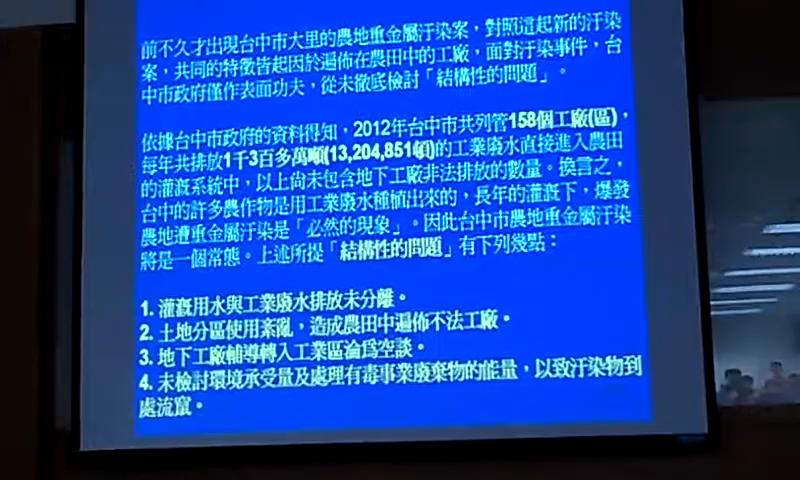 前不久才出現台中市大里的農地重金屬汙染案，對照這起新的汙染
案，共同的特徵皆起因於遍佈在農田中的工廠，面對汙染事件，台
中市政府僅作表面功夫，從未徹底檢討「結構性的問題」。
依據台中市政府的資料得知，2012年台中市共列管158個工廠(區)，
每年共排放1千3百多萬噸(13,204,851噸)的工業廢水直接進入農田
的灌溉系統中，以上尚未包含地下工廠非法排放的數量。換言之，
台中的許多農作物是用工業廢水種植出來的，長年的灌溉下，爆發
農地遭重金屬汙染是「必然的現象」。因此台中市農地重金屬汙染
將是一個常態。上述所提「結構性的問題」有下列幾點：
1. 灌溉用水與工業廢水排放未分離。
2. 土地分區使用紊亂，造成農田中遍佈不法工廠。
3. 地下工廠輔導轉入工業區淪為空談。
4. 未檢討環境承受量及處理有毒事業廢棄物的能量，以致汙染物到
處流竄。